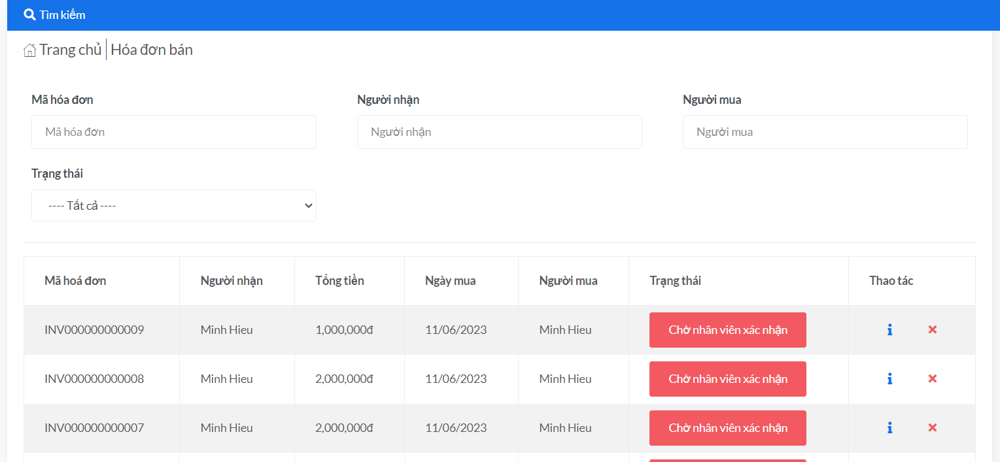 Tìm kiếm
Trang chủ Hóa đơn bán
Mã hóa đơn Người nhận Người mua
Mã hóa đơn Người nhận Người mua
Trạng thái
---- Tất cả ----
Mã hoá đơn Người nhận Tổng tiền Ngày mua Người mua Trạng thái Thao tác
INV000000000009 Minh Hieu 1,000,000đ 11/06/2023 Minh Hieu Chờ nhân viên xác nhận
INV000000000008 Minh Hieu 2,000,000đ 11/06/2023 Minh Hieu Chờ nhân viên xác nhận
INV000000000007 Minh Hieu 2,000,000đ 11/06/2023 Minh Hieu Chờ nhân viên xác nhận